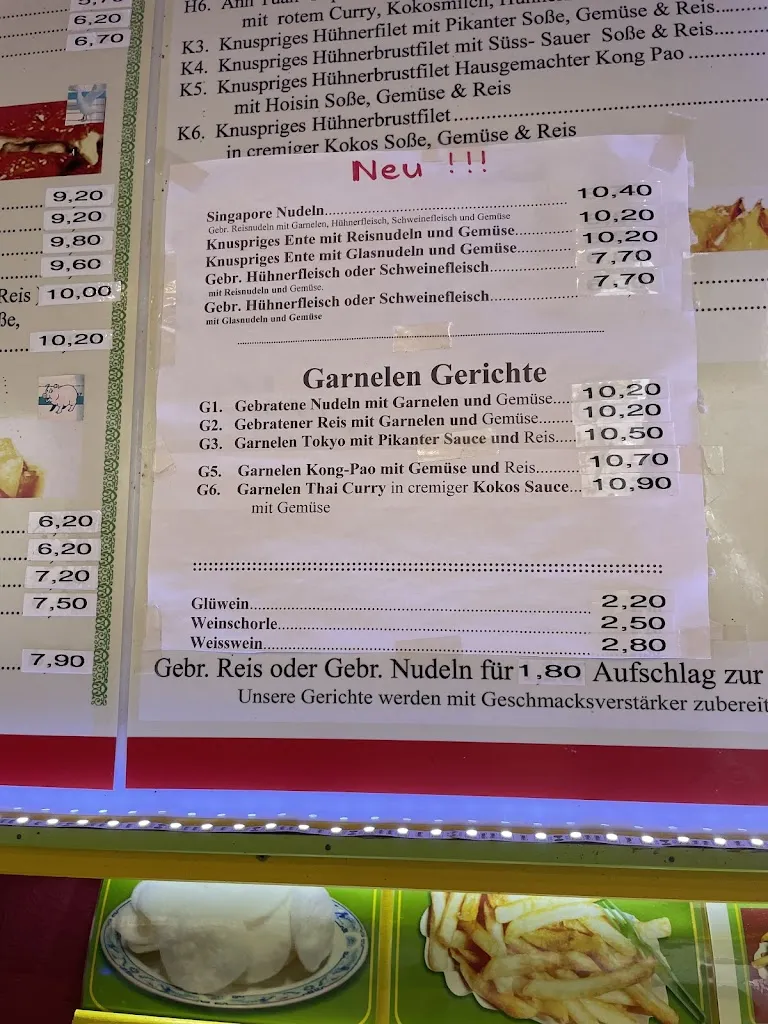 6,20
6,70
9,20
9,20
9,80
9,60
Reis
10,00
ße,
10,20
6,20
6,20
7,20
7,50
7,90
H6.
mit rotem Curry, Kokosmilch,
K3. Knuspriges Hühnerfilet mit Pikanter Soße, Gemüse & Reis
K4. Knuspriges Hühnerbrustfilet mit Süss- Sauer Soße & Reis
K5. Knuspriges Hühnerbrustfilet Hausgemachter Kong Pao
mit Hoisin Soße, Gemüse & Reis
K6. Knuspriges Hühnerbrustfilet
in cremiger Kokos Soße, Gemüse & Reis
Neu !!!
Singapore Nudeln 10,40
Gebr. Reisnudeln mit Garnelen, Hühnerfleisch, Schweinefleisch und Gemüse
Knuspriges Ente mit Reisnudeln und Gemüse 10,20
Knuspriges Ente mit Glasnudeln und Gemüse 10,20
Gebr. Hühnerfleisch oder Schweinefleisch 7,70
mit Reisnudeln und Gemüse.
Gebr. Hühnerfleisch oder Schweinefleisch 7,70
mit Glasnudeln und Gemüse
Garnelen Gerichte
G1. Gebratene Nudeln mit Garnelen und Gemüse 10,20
G2. Gebratener Reis mit Garnelen und Gemüse 10,20
G3. Garnelen Tokyo mit Pikanter Sauce und Reis 10,50
G5. Garnelen Kong-Pao mit Gemüse und Reis 10,70
G6. Garnelen Thai Curry in cremiger Kokos Sauce 10,90
mit Gemüse
Glüwein 2,20
Weinschorle 2,50
Weisswein 2,80
Gebr. Reis oder Gebr. Nudeln für 1,80 Aufschlag zur
Unsere Gerichte werden mit Geschmacksverstärker zubereit